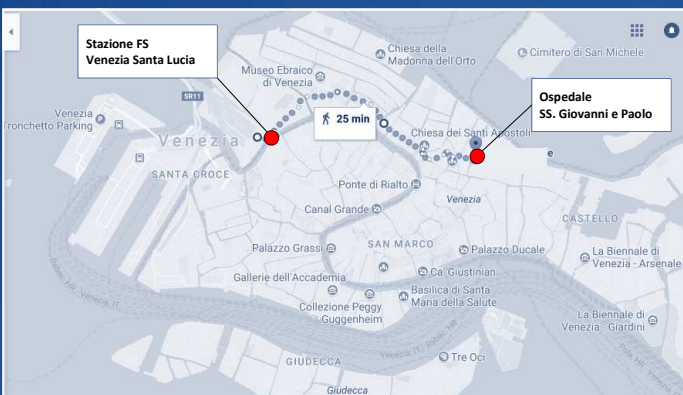 Stazione FS
Venezia Santa Lucia
Chiesa della
Madonna dell'Orto
Cimitero di San Michele
Museo Ebraico
di Venezia
Ospedale
SS. Giovanni e Paolo
SR11
Venezia
Tronchetto Parking
25 min
Venezia
Chiesa dei Santi Apostoli
e
SANTA CROCE
Ponte di Rialto
Venezia
Canal Grande
CASTELLO
SAN MARCO
Palazzo Grassi
Palazzo Ducale
La Biennale di
Venezia - Arsenale
Gallerie dell'Accademia
Ca' Giustinian
Collezione Peggy
Guggenheim
Basilica di Santa
Maria della Salute
La Biennale di
Venezia - Giardini
GIUDECCA
Tre Oci
Giudecca